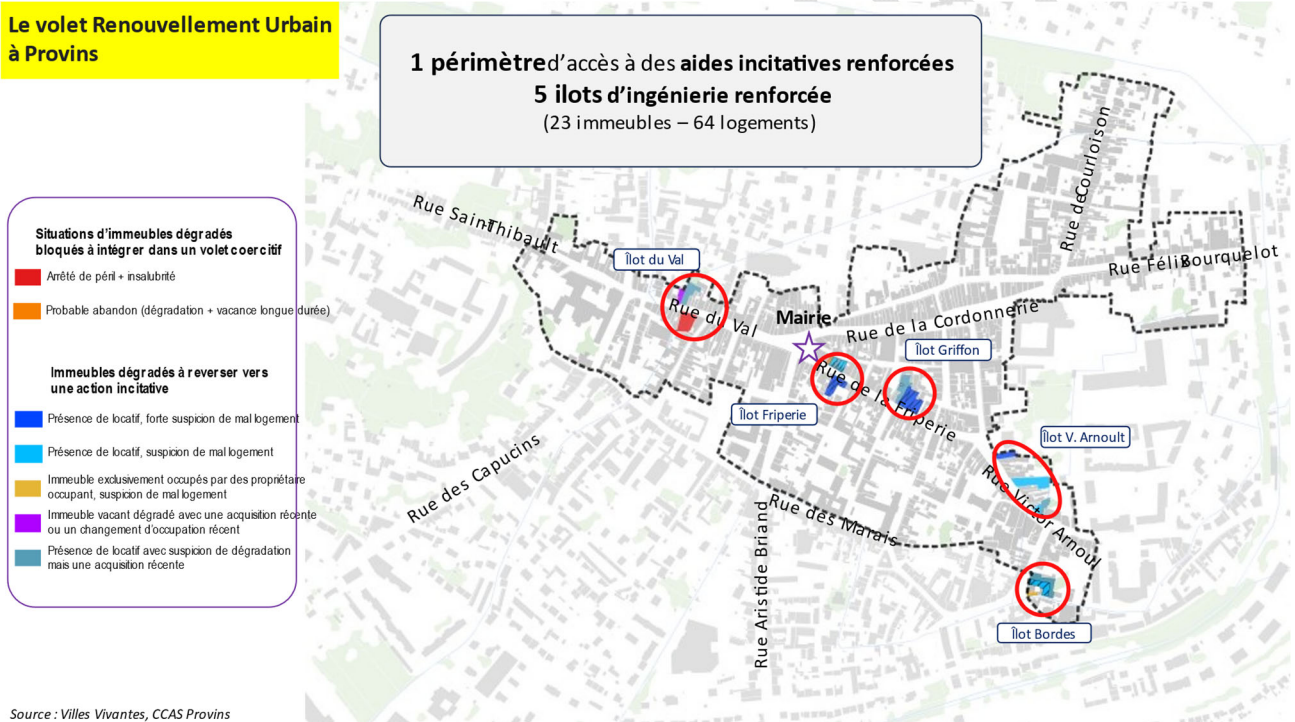 Le volet Renouvellement Urbain
à Provins
1 périmètre d'accès à des aides incitatives renforcées
5 ilots d'ingénierie renforcée
(23 immeubles – 64 logements)
Situations d'immeubles dégradés
bloqués à intégrer dans un volet coercitif
Arrêté de péril + insalubrité
Probable abandon (dégradation + vacance longue durée)
Immeubles dégradés à reverser vers
une action incitative
Présence de locatif, forte suspicion de mal logement
Présence de locatif, suspicion de mal logement
Immeuble exclusivement occupés par des propriétaire
occupant, suspicion de mal logement
Immeuble vacant dégradé avec une acquisition récente
ou un changement d'occupation récent
Présence de locatif avec suspicion de dégradation
mais une acquisition récente
Rue de Courloison
Rue Saint-Thibault
Rue Félix Bourquelot
Îlot du Val
Rue du Val
Mairie
Rue de la Cordonnerie
Îlot Griffon
Rue de la Friperie
Îlot Friperie
Îlot V. Arnoult
Rue des Capucins
Rue Victor Arnoul
Rue des Marais
Rue Aristide Briand
Îlot Bordes
Source : Villes Vivantes, CCAS Provins